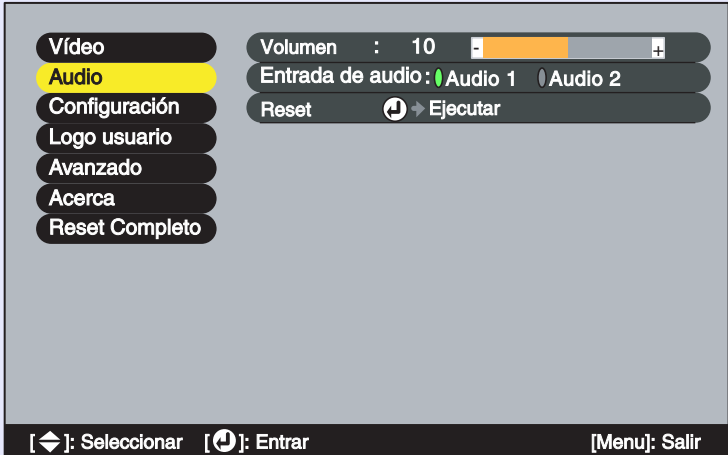 Vídeo
Audio
Configuración
Logo usuario
Avanzado
Acerca
Reset Completo
Volumen : 10 - +
Entrada de audio : Audio 1 Audio 2
Reset Ejecutar
[ ]: Seleccionar [ ]: Entrar [Menu]: Salir